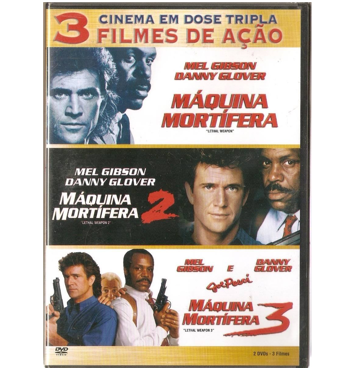 3 CINEMA EM DOSE TRIPLA
FILMES DE AÇÃO
MEL GIBSON
DANNY GLOVER
MÁQUINA
MORTÍFERA
"LETHAL WEAPON"
MEL GIBSON
DANNY GLOVER
MÁQUINA
MORTÍFERA 2
"LETHAL WEAPON 2"
MEL GIBSON E DANNY GLOVER
Joe Pesci
MÁQUINA
MORTÍFERA 3
"LETHAL WEAPON 3"
DVD
2 DVDs - 3 Filmes